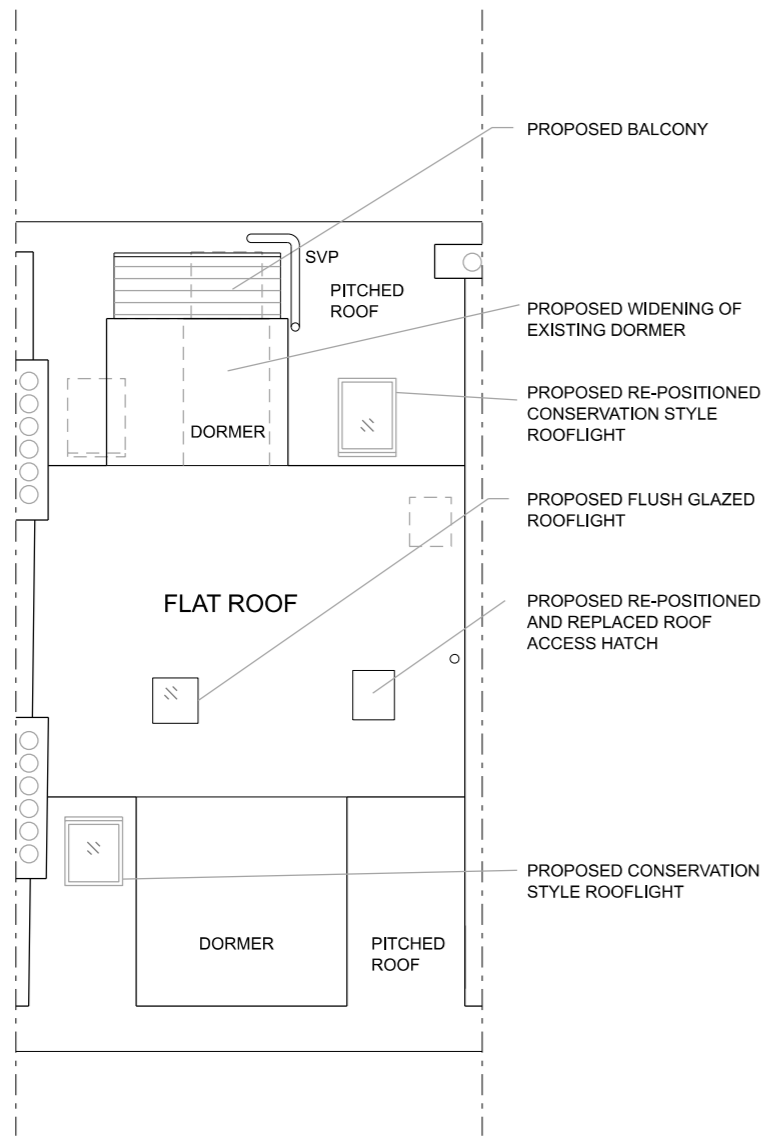 PROPOSED BALCONY
SVP
PITCHED
ROOF
PROPOSED WIDENING OF
EXISTING DORMER
PROPOSED RE-POSITIONED
CONSERVATION STYLE
ROOFLIGHT
DORMER
PROPOSED FLUSH GLAZED
ROOFLIGHT
FLAT ROOF
PROPOSED RE-POSITIONED
AND REPLACED ROOF
ACCESS HATCH
PROPOSED CONSERVATION
STYLE ROOFLIGHT
DORMER
PITCHED
ROOF